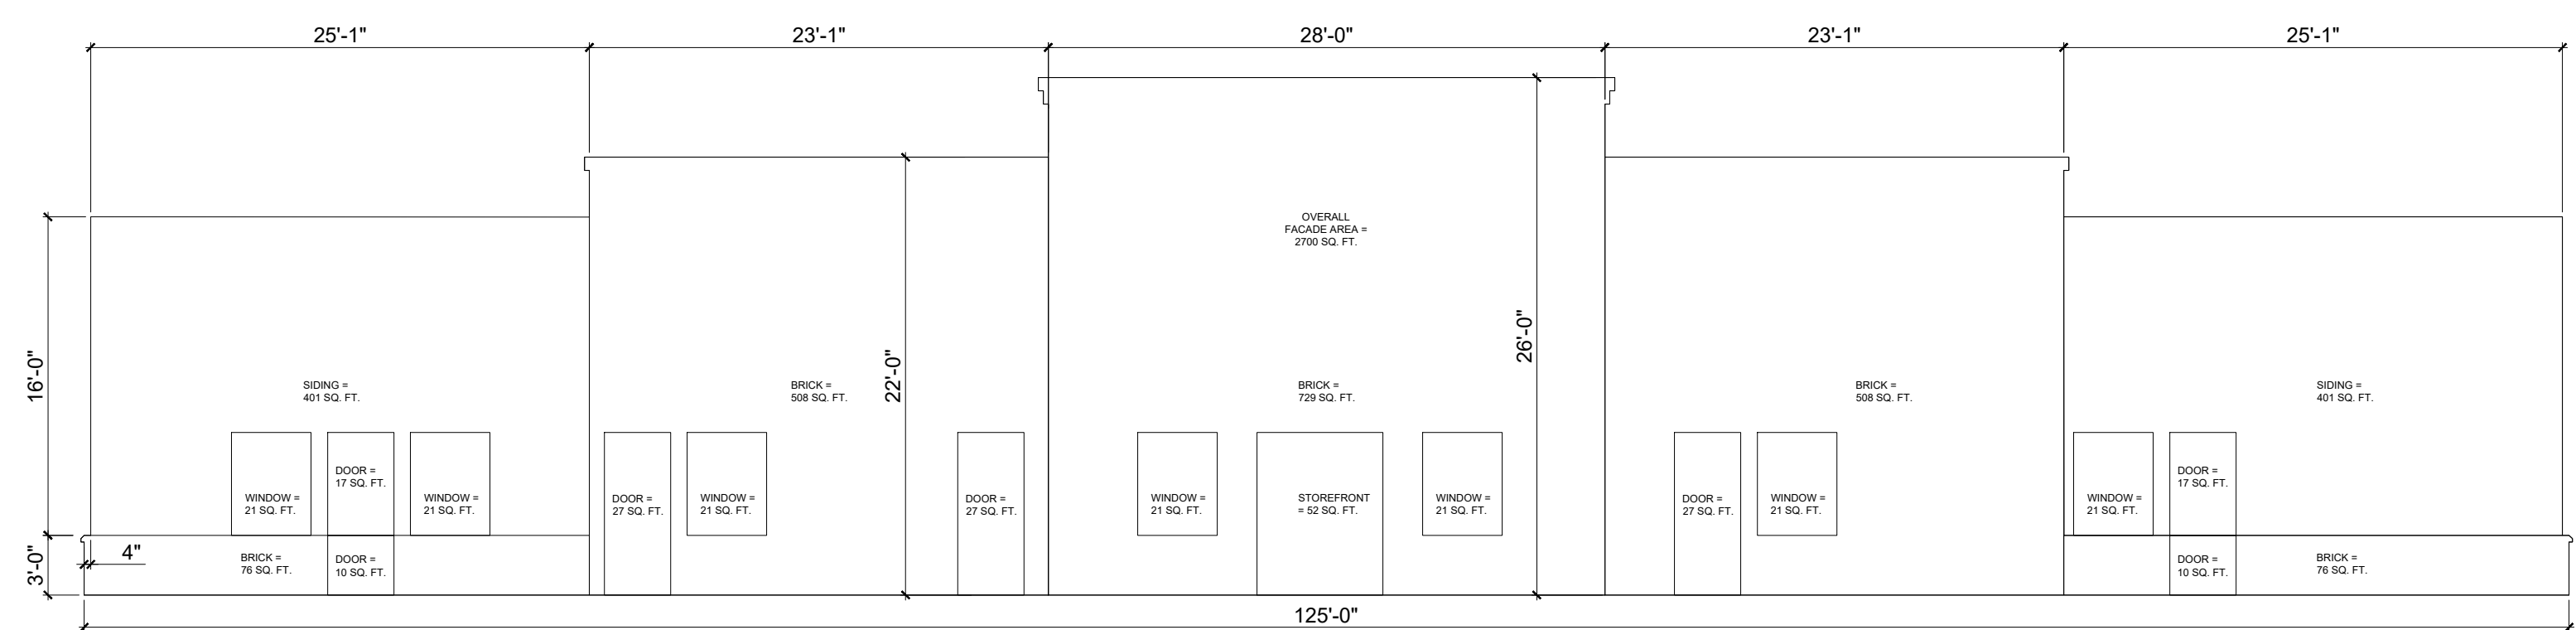 25'-1"
23'-1"
28'-0"
23'-1"
25'-1"
OVERALL
FACADE AREA =
2700 SQ. FT.
16'-0"
22'-0"
26'-0"
SIDING =
401 SQ. FT.
BRICK =
508 SQ. FT.
BRICK =
729 SQ. FT.
BRICK =
508 SQ. FT.
SIDING =
401 SQ. FT.
WINDOW =
21 SQ. FT.
DOOR =
17 SQ. FT.
WINDOW =
21 SQ. FT.
DOOR =
27 SQ. FT.
WINDOW =
21 SQ. FT.
DOOR =
27 SQ. FT.
WINDOW =
21 SQ. FT.
STOREFRONT
= 52 SQ. FT.
WINDOW =
21 SQ. FT.
DOOR =
27 SQ. FT.
WINDOW =
21 SQ. FT.
WINDOW =
21 SQ. FT.
DOOR =
17 SQ. FT.
3'-0"
4"
BRICK =
76 SQ. FT.
DOOR =
10 SQ. FT.
DOOR =
10 SQ. FT.
BRICK =
76 SQ. FT.
125'-0"